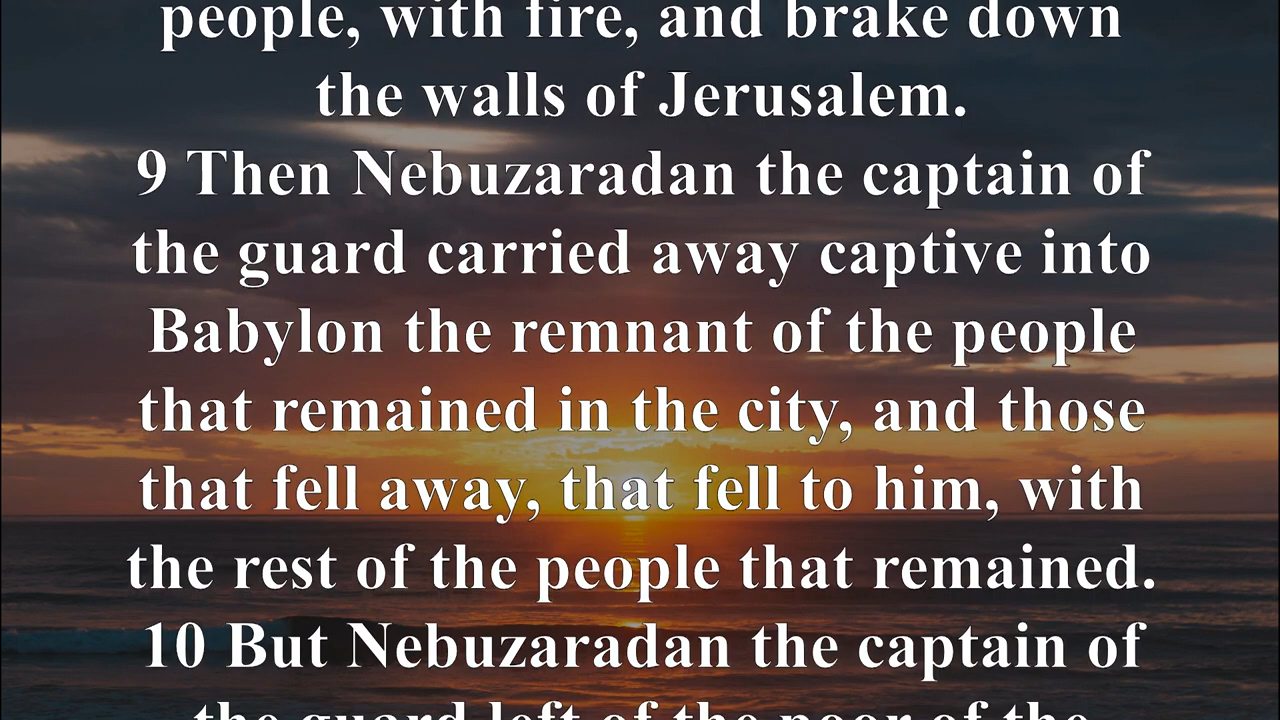 people, with fire, and brake down
the walls of Jerusalem.
9 Then Nebuzaradan the captain of
the guard carried away captive into
Babylon the remnant of the people
that remained in the city, and those
that fell away, that fell to him, with
the rest of the people that remained.
10 But Nebuzaradan the captain of
the guard left of the poor of the